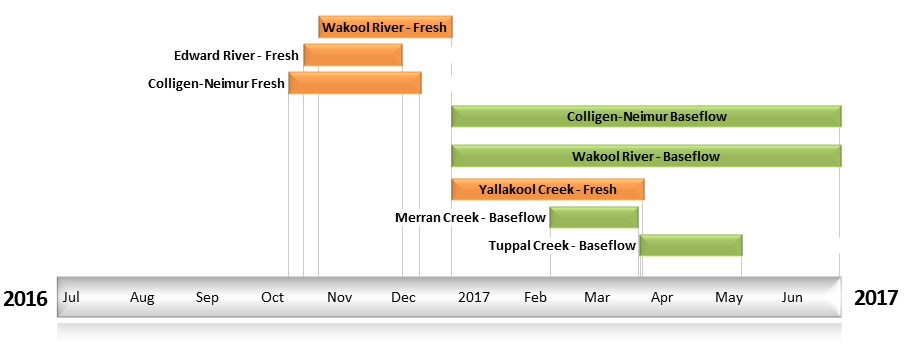 Wakool River - Fresh
Edward River - Fresh
Colligen-Neimur Fresh
Colligen-Neimur Baseflow
Wakool River - Baseflow
Yallakool Creek - Fresh
Merran Creek - Baseflow
Tuppal Creek - Baseflow
2016 Jul Aug Sep Oct Nov Dec 2017 Feb Mar Apr May Jun 2017